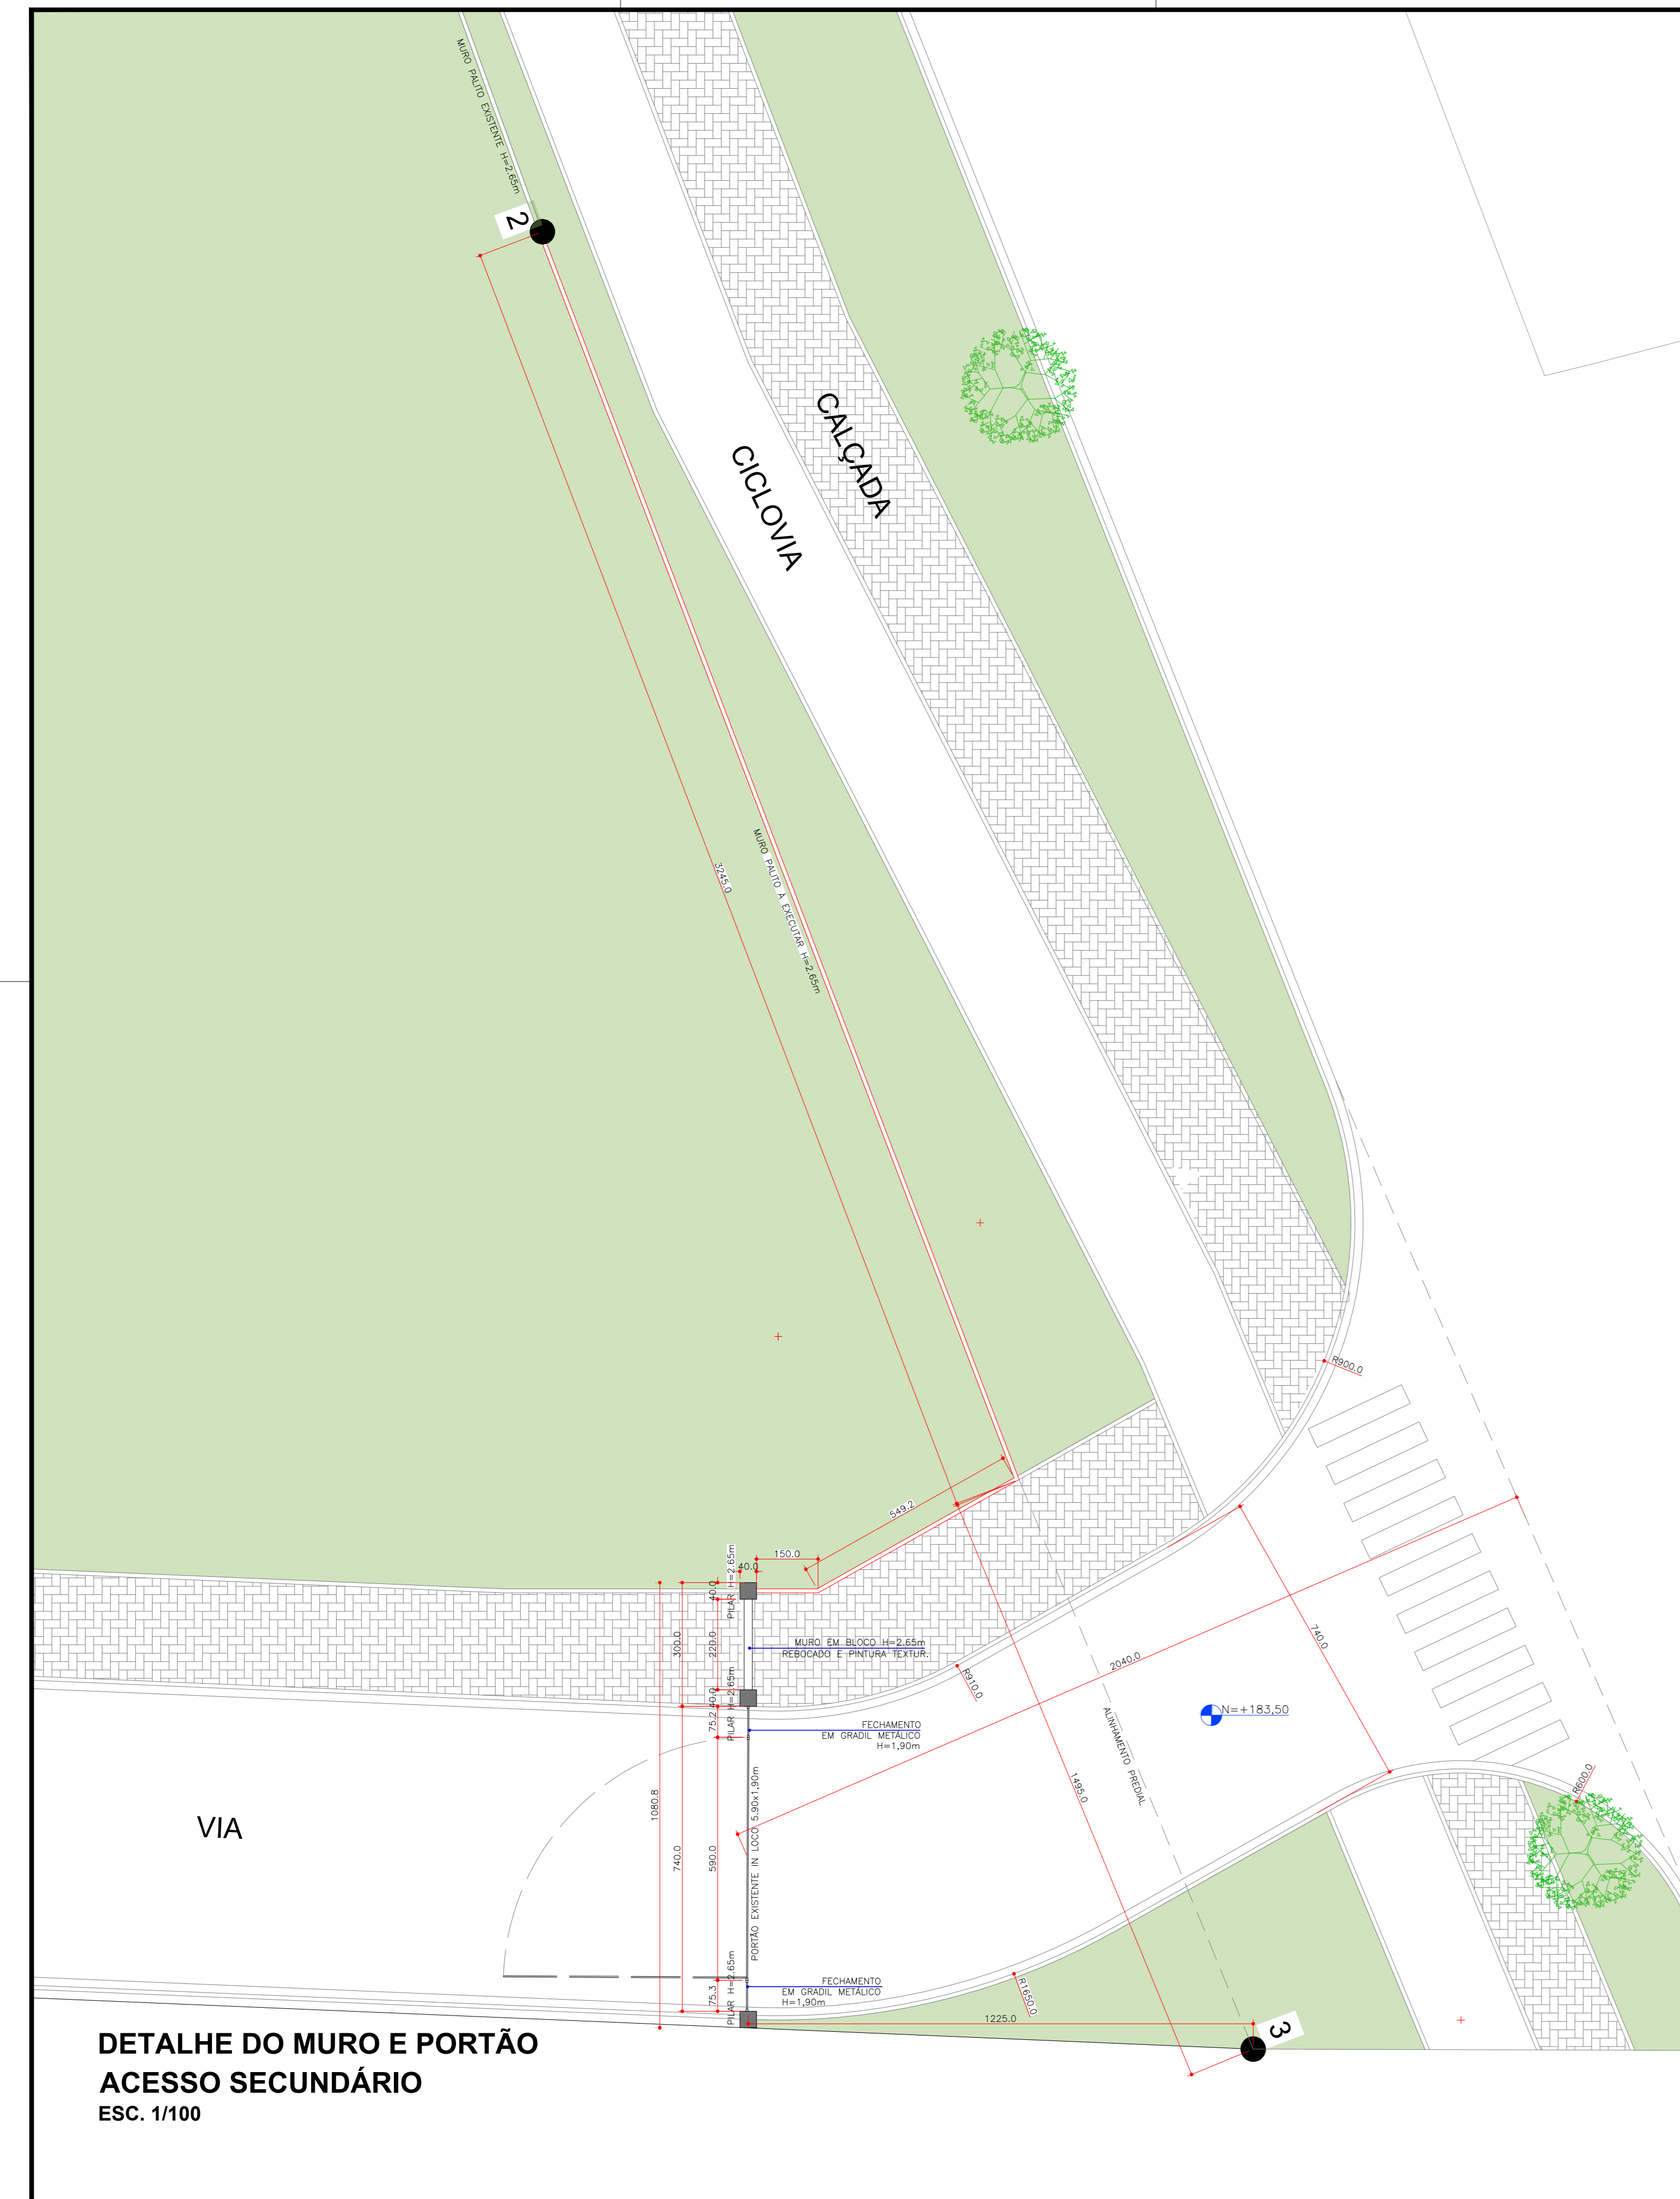 MURO PALITO EXISTENTE H=2.65m
2
CALÇADA
CICLOVIA
3245.0
MURO PALITO À EXECUTAR H=2.65m
R900.0
549.2
150.0
40.0
PILAR H=2.65m
40.0
300.0
220.0
MURO EM BLOCO H=2.65m
REBOCADO E PINTURA TEXTUR.
740.0
2040.0
R910.0
PILAR H=2.65m
40.0
75.2
FECHAMENTO
EM GRADIL METÁLICO
H=1,90m
ALINHAMENTO PREDIAL
N=+183,50
1495.0
R600.0
VIA
1080.8
740.0
590.0
PORTÃO EXISTENTE IN LOCO 5.90x1,90m
PILAR H=2.65m
75.3
FECHAMENTO
EM GRADIL METÁLICO
H=1,90m
R1650.0
1225.0
3
DETALHE DO MURO E PORTÃO
ACESSO SECUNDÁRIO
ESC. 1/100